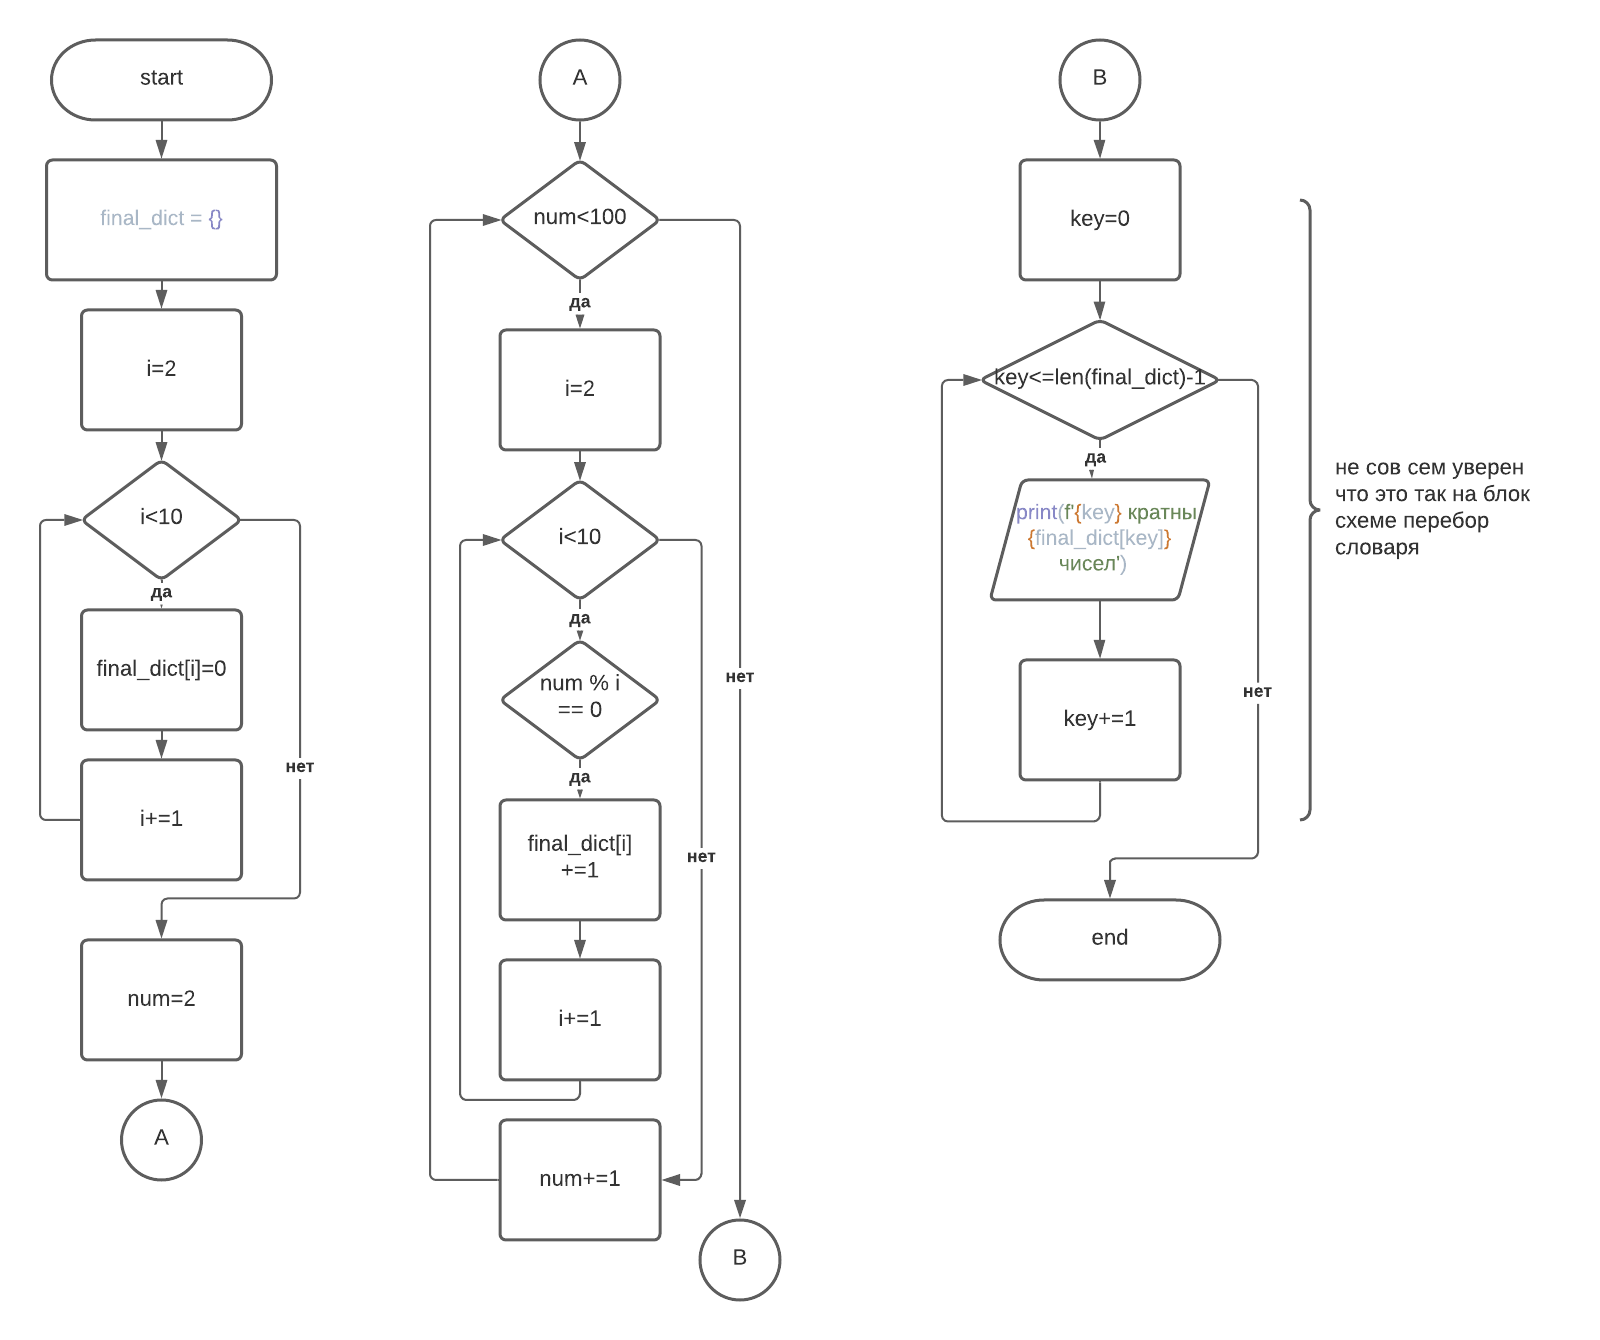 start
final_dict = {}
i=2
i<10
да
final_dict[i]=0
i+=1
нет
num=2
A
A
num<100
да
i=2
i<10
да
num % i
== 0
да
final_dict[i]
+=1
i+=1
нет
нет
num+=1
B
B
key=0
key<=len(final_dict)-1
да
print(f'{key} кратны
{final_dict[key]}
чисел')
key+=1
нет
end
не сов сем уверен
что это так на блок
схеме перебор
словаря